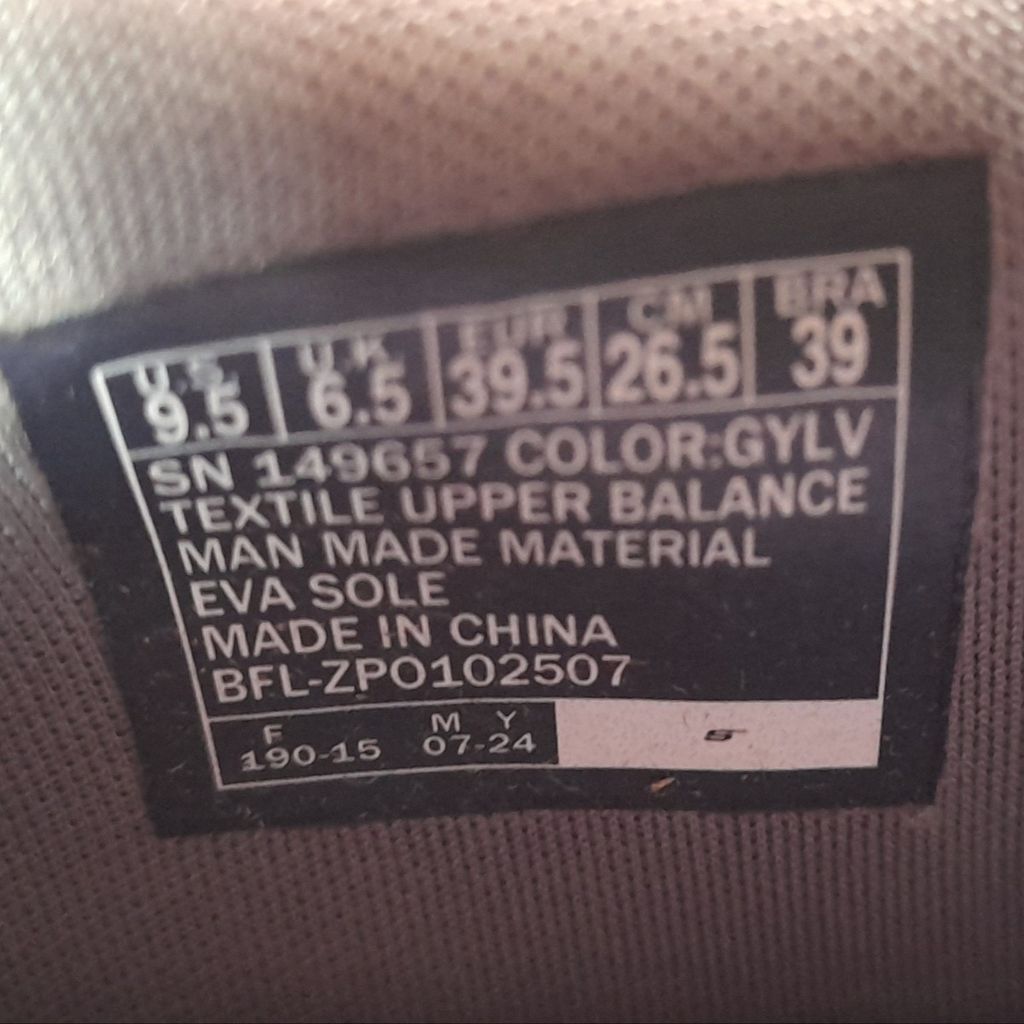 U.S. U.K. EUR CM BRA
9.5 6.5 39.5 26.5 39
SN 149657 COLOR:GYLV
TEXTILE UPPER BALANCE
MAN MADE MATERIAL
EVA SOLE
MADE IN CHINA
BFL-ZPO102507
F M Y
190-15 07-24